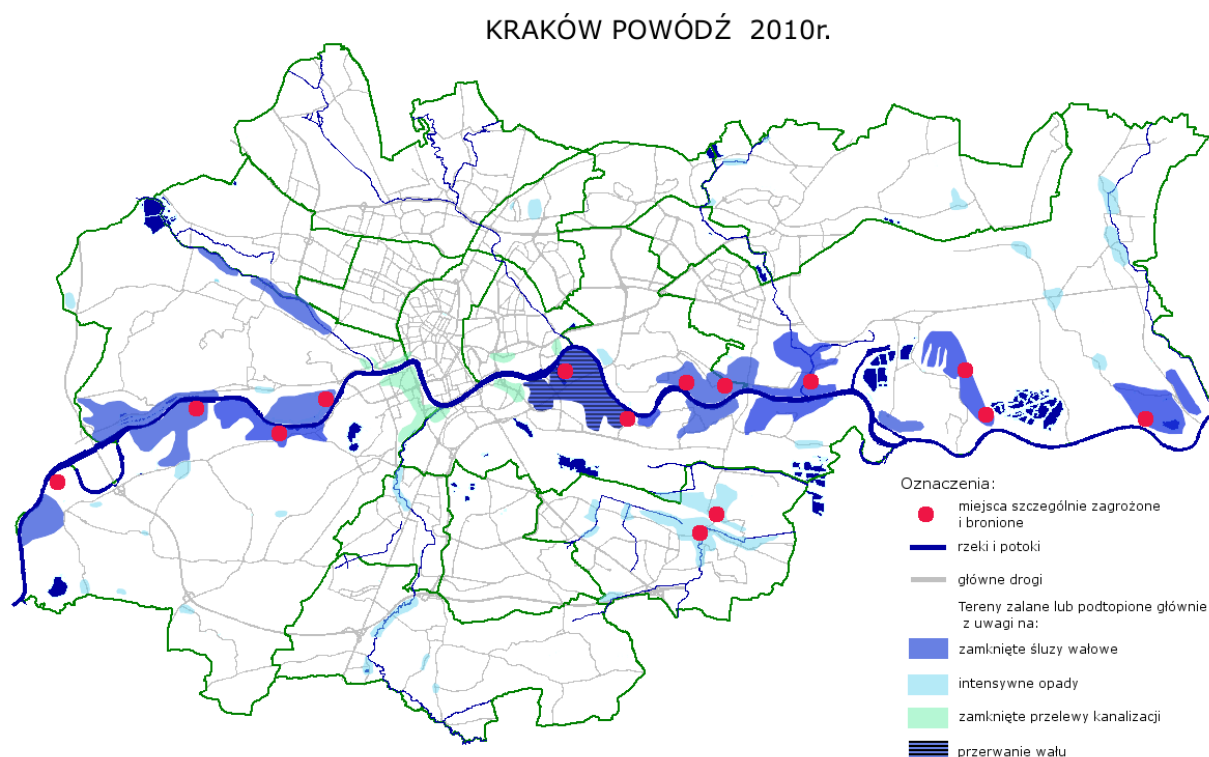 KRAKÓW POWÓDŹ 2010r.
Oznaczenia:
miejsca szczególnie zagrożone
i bronione
rzeki i potoki
główne drogi
Tereny zalane lub podtopione głównie
z uwagi na:
zamknięte śluzy wałowe
intensywne opady
zamknięte przelewy kanalizacji
przerwanie wału